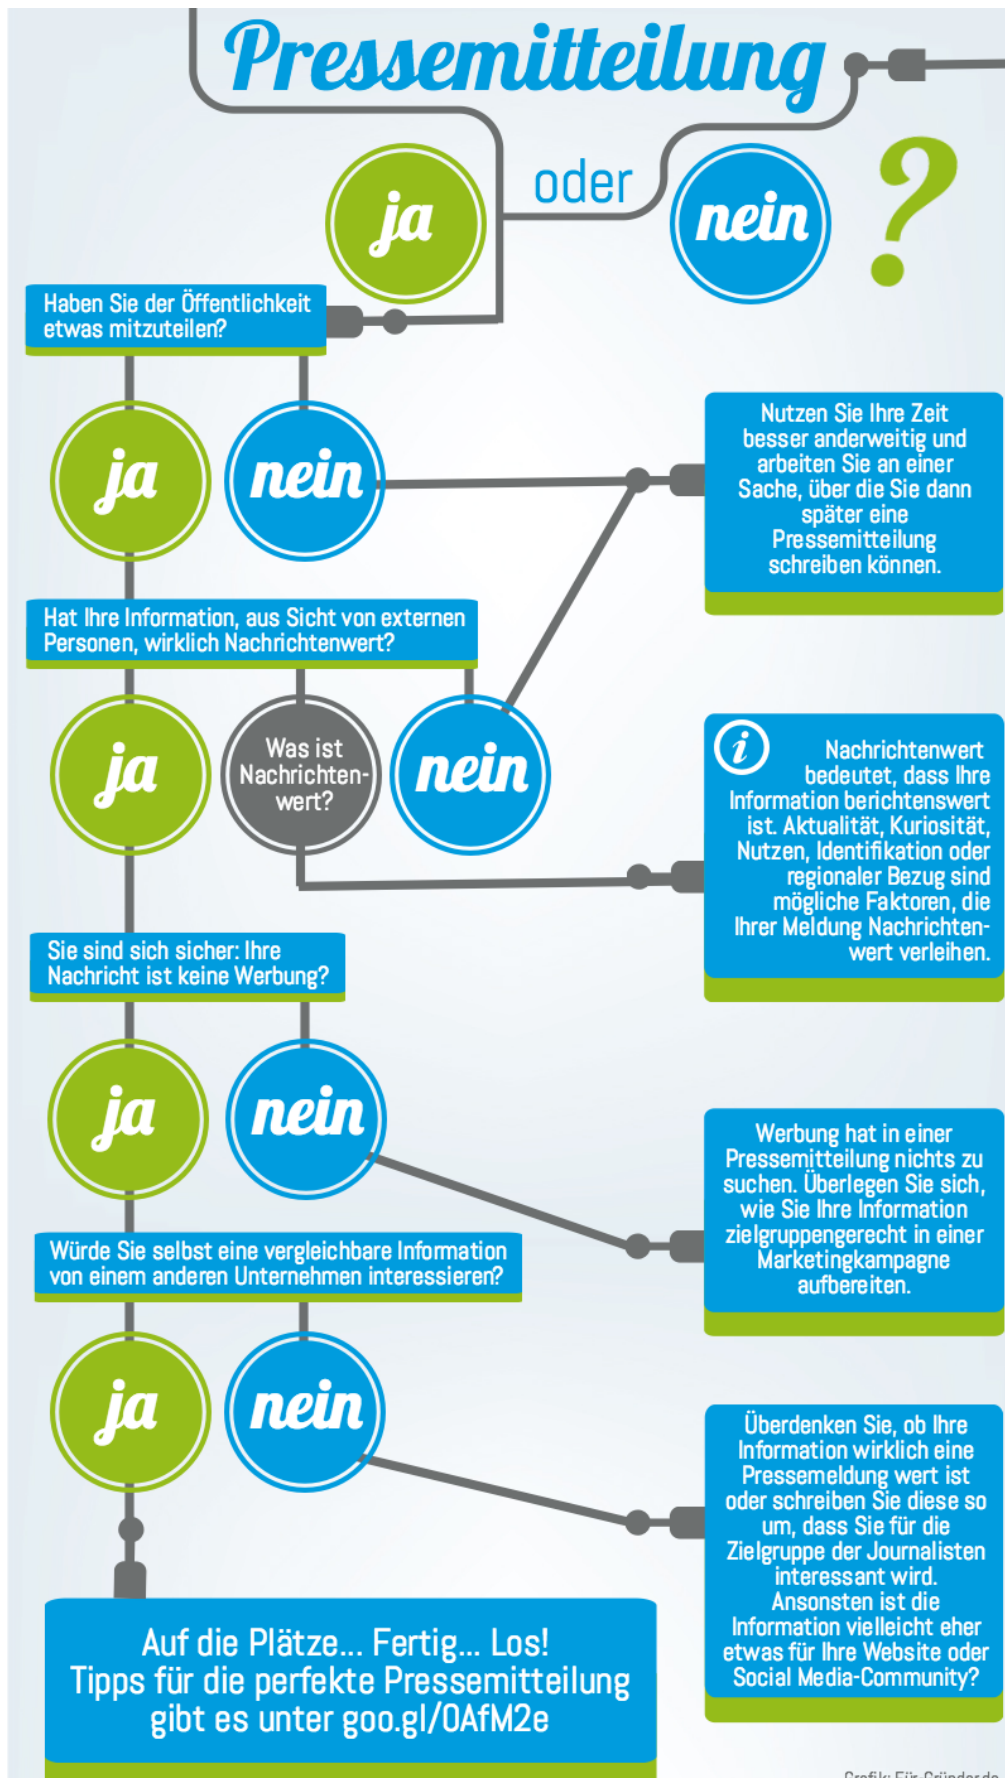 Pressemitteilung
ja
oder
nein
?
Haben Sie der Öffentlichkeit
etwas mitzuteilen?
ja
nein
Nutzen Sie Ihre Zeit
besser anderweitig und
arbeiten Sie an einer
Sache, über die Sie dann
später eine
Pressemitteilung
schreiben können.
Hat Ihre Information, aus Sicht von externen
Personen, wirklich Nachrichtenwert?
ja
Was ist
Nachrichten-
wert?
nein
i
Nachrichtenwert
bedeutet, dass Ihre
Information berichtenswert
ist. Aktualität, Kuriosität,
Nutzen, Identifikation oder
regionaler Bezug sind
mögliche Faktoren, die
Ihrer Meldung Nachrichten-
wert verleihen.
Sie sind sich sicher: Ihre
Nachricht ist keine Werbung?
ja
nein
Werbung hat in einer
Pressemitteilung nichts zu
suchen. Überlegen Sie sich,
wie Sie Ihre Information
zielgruppengerecht in einer
Marketingkampagne
aufbereiten.
Würde Sie selbst eine vergleichbare Information
von einem anderen Unternehmen interessieren?
ja
nein
Überdenken Sie, ob Ihre
Information wirklich eine
Pressemeldung wert ist
oder schreiben Sie diese so
um, dass Sie für die
Zielgruppe der Journalisten
interessant wird.
Ansonsten ist die
Information vielleicht eher
etwas für Ihre Website oder
Social Media-Community?
Auf die Plätze... Fertig... Los!
Tipps für die perfekte Pressemitteilung
gibt es unter goo.gl/0AfM2e
Grafik: Für-Gründer.de